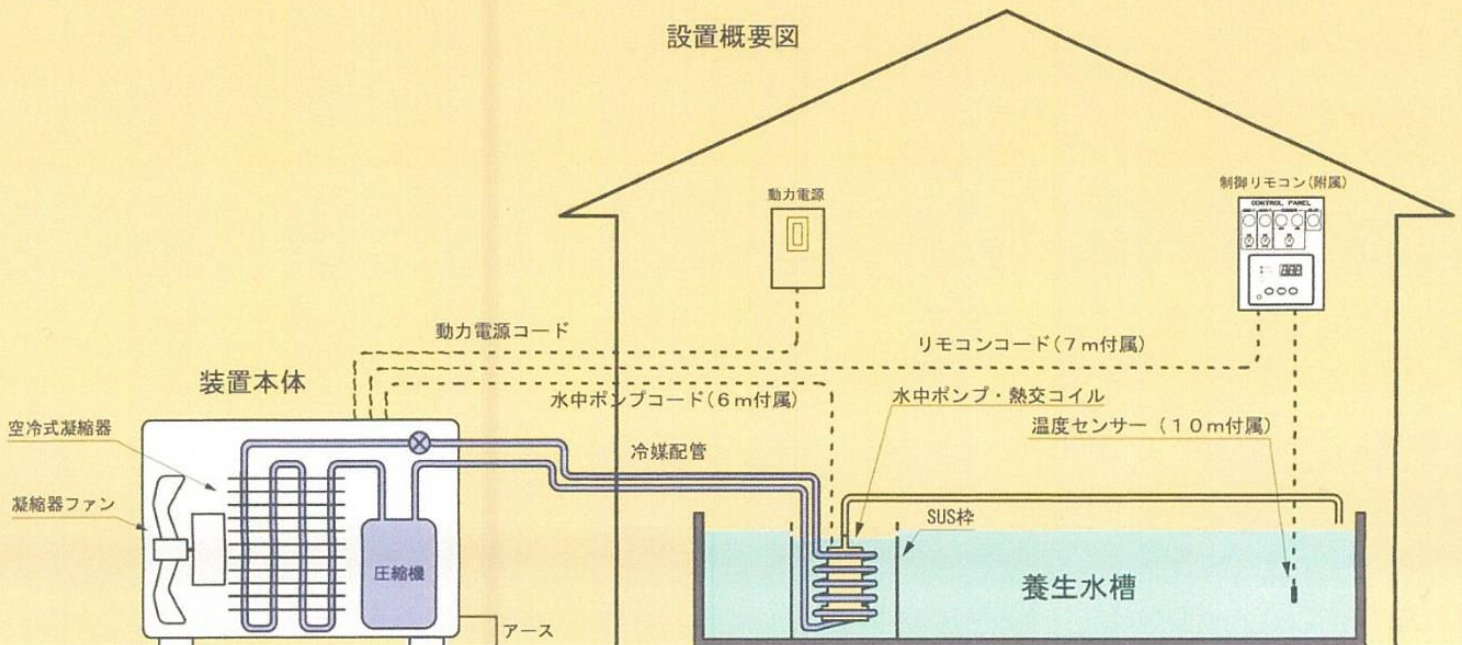 設置概要図
動力電源
制御リモコン(附属)
CONTROL PANEL
動力電源コード
リモコンコード(7m付属)
装置本体
水中ポンプコード(6m付属)
水中ポンプ・熱交コイル
空冷式凝縮器
冷媒配管
温度センサー(10m付属)
凝縮器ファン
SUS枠
圧縮機
養生水槽
アース